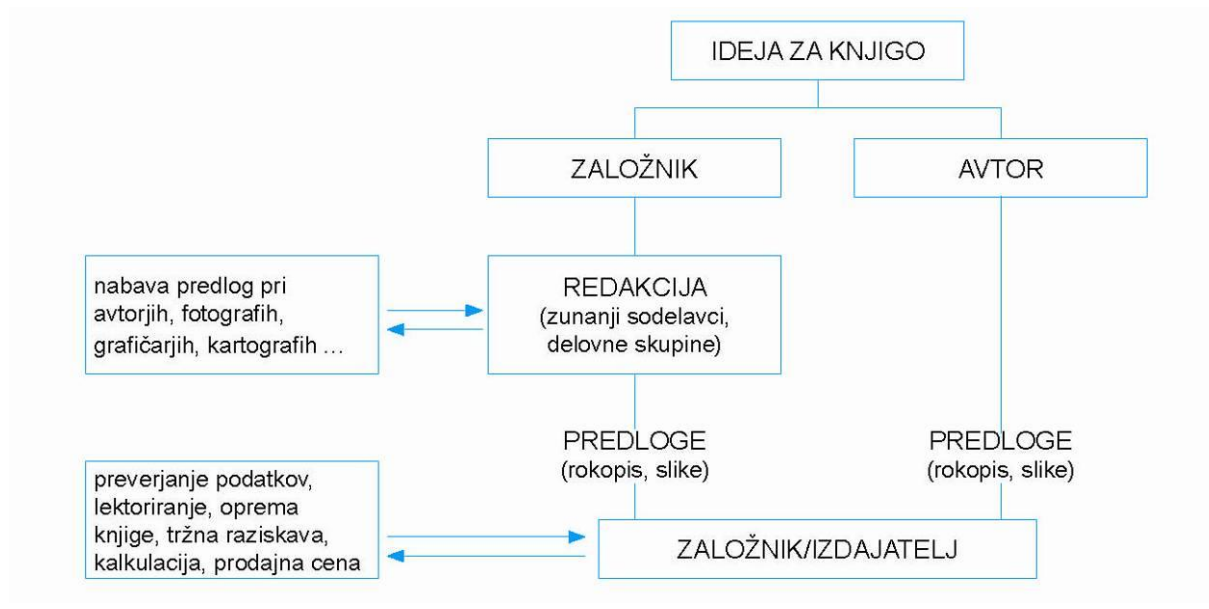 IDEJA ZA KNJIGO
ZALOŽNIK
AVTOR
nabava predlog pri
avtorjih, fotografih,
grafičarjih, kartografih ...
REDAKCIJA
(zunanji sodelavci,
delovne skupine)
PREDLOGE
(rokopis, slike)
PREDLOGE
(rokopis, slike)
preverjanje podatkov,
lektoriranje, oprema
knjige, tržna raziskava,
kalkulacija, prodajna cena
ZALOŽNIK/IZDAJATELJ